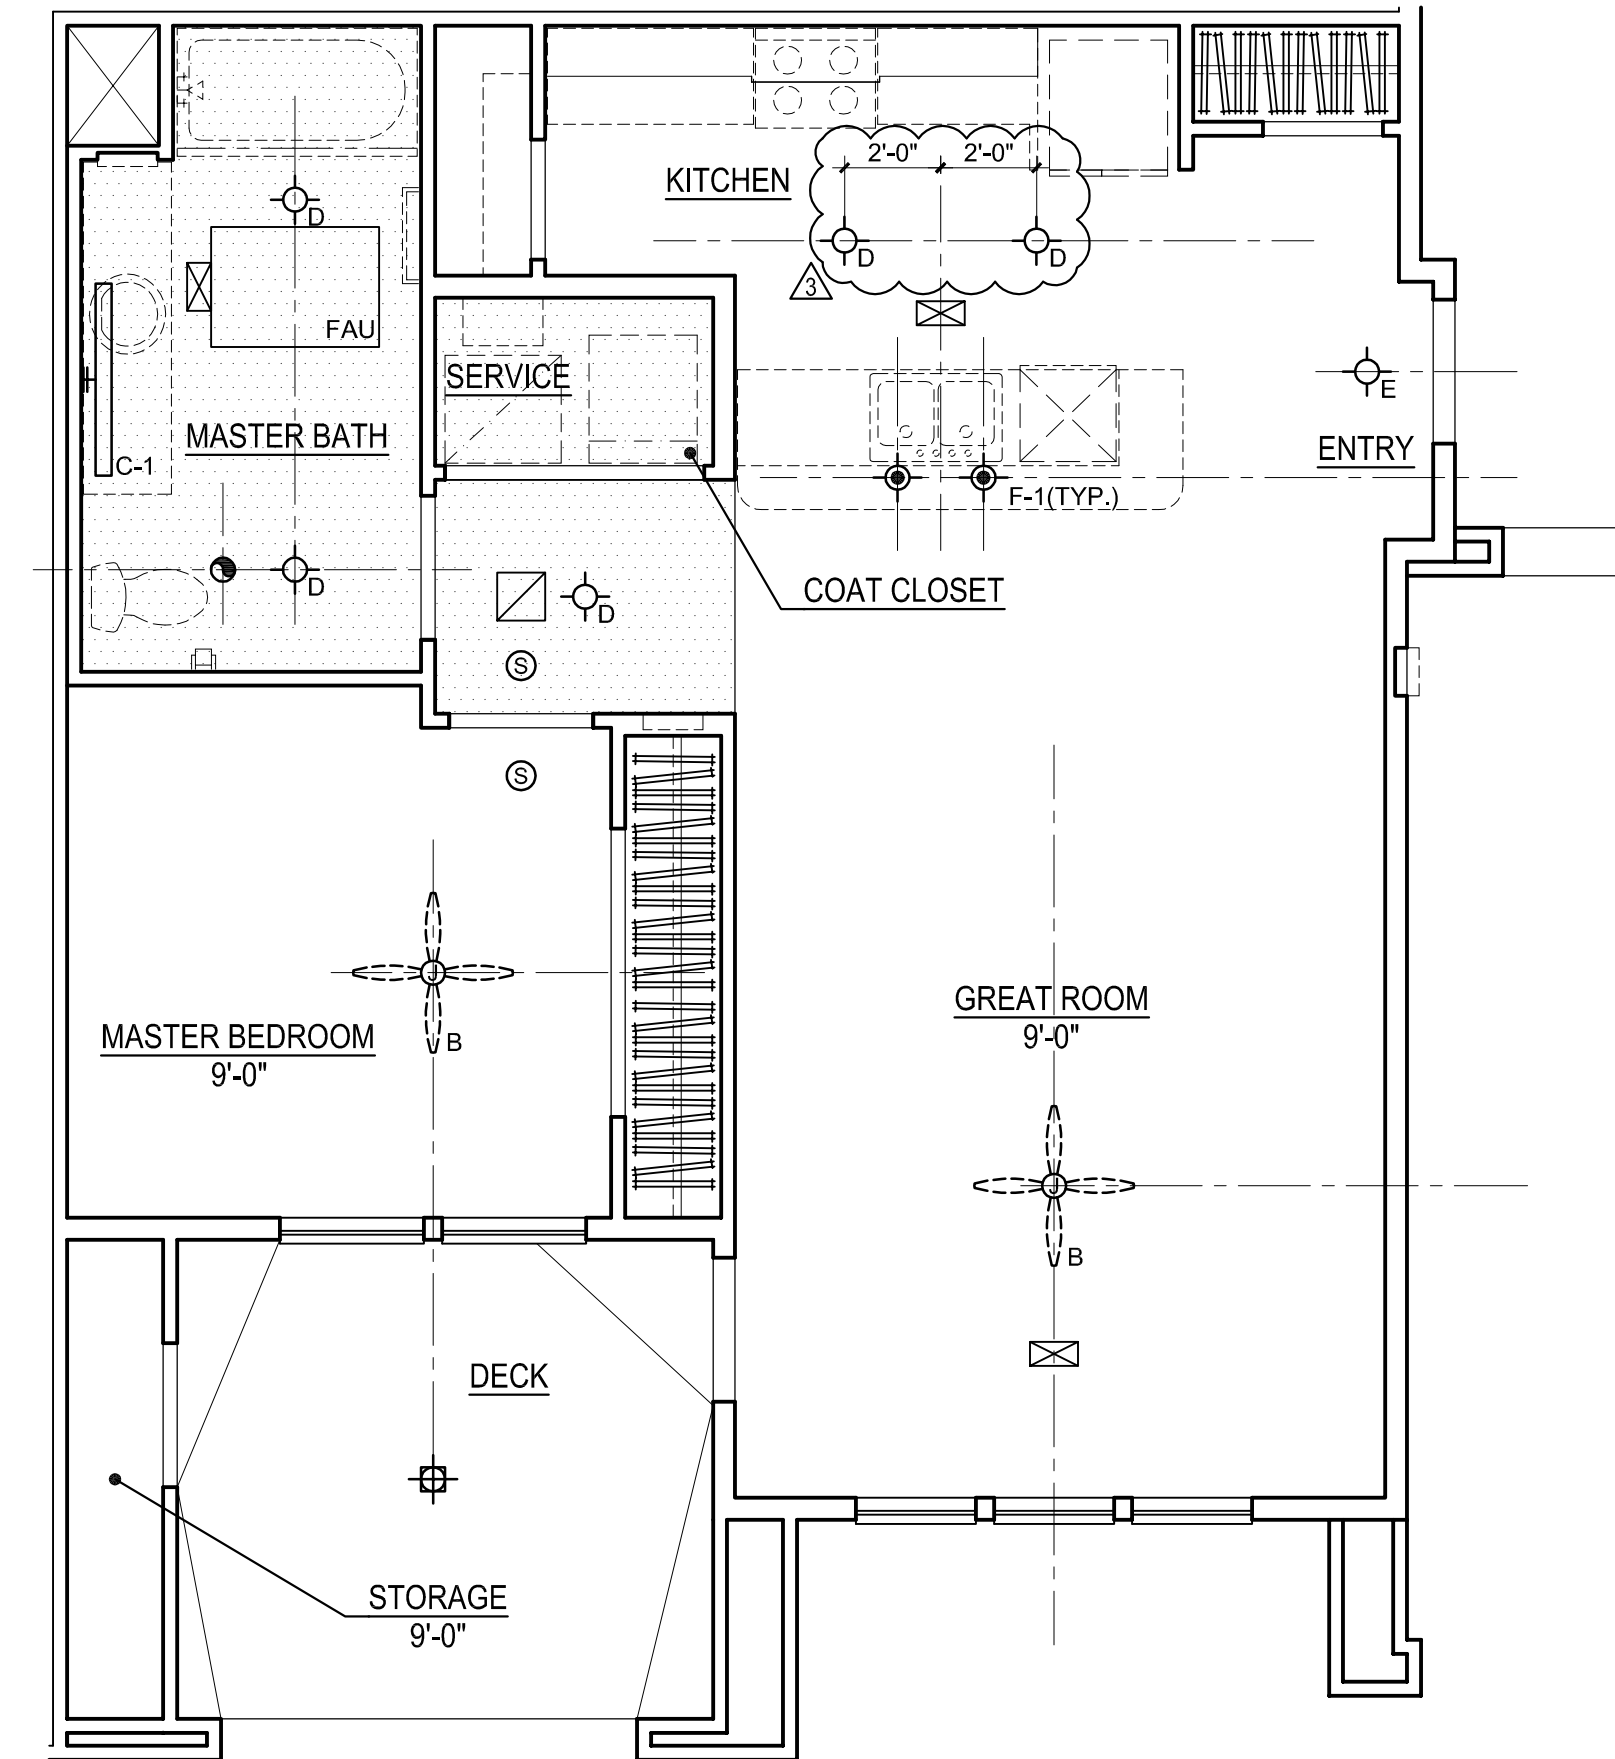 2'-0" 2'-0"
KITCHEN
D
D D
3
FAU
SERVICE
E
MASTER BATH
ENTRY
C-1
F-1(TYP.)
D
COAT CLOSET
D
S
S
J
GREAT ROOM
9'-0"
MASTER BEDROOM
9'-0"
B
J
B
DECK
STORAGE
9'-0"